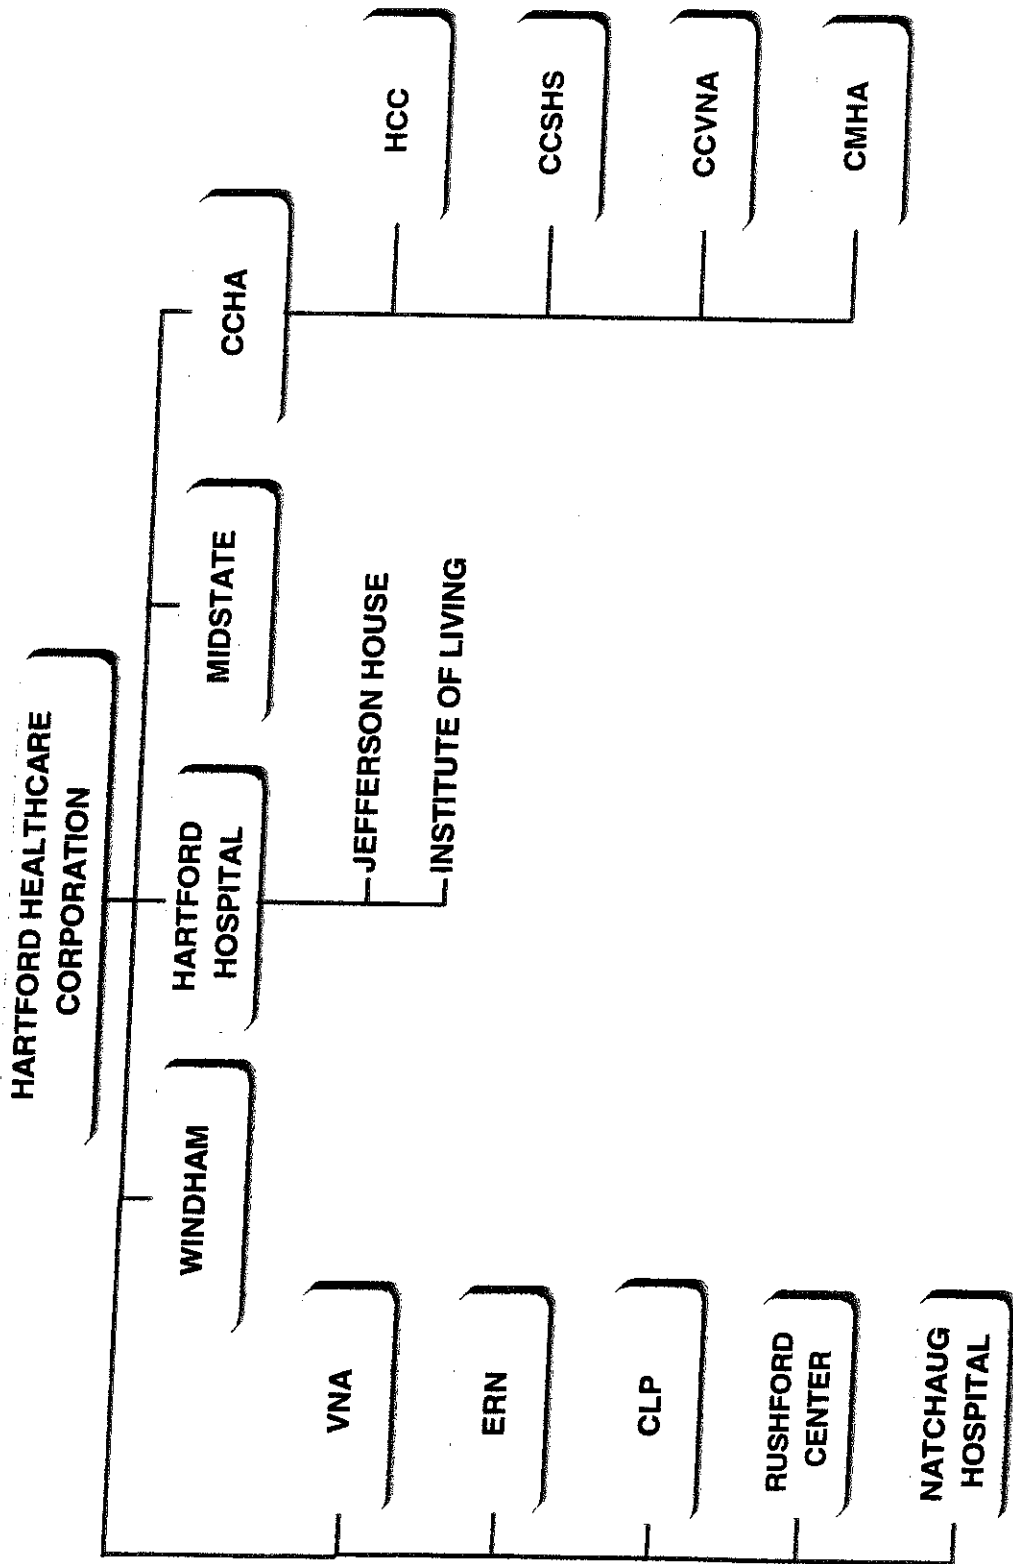 HARTFORD HEALTHCARE
CORPORATION
WINDHAM
HARTFORD
HOSPITAL
MIDSTATE
CCHA
VNA
ERN
CLP
RUSHFORD
CENTER
NATCHAUG
HOSPITAL
JEFFERSON HOUSE
INSTITUTE OF LIVING
HCC
CCSHS
CCVNA
CMHA